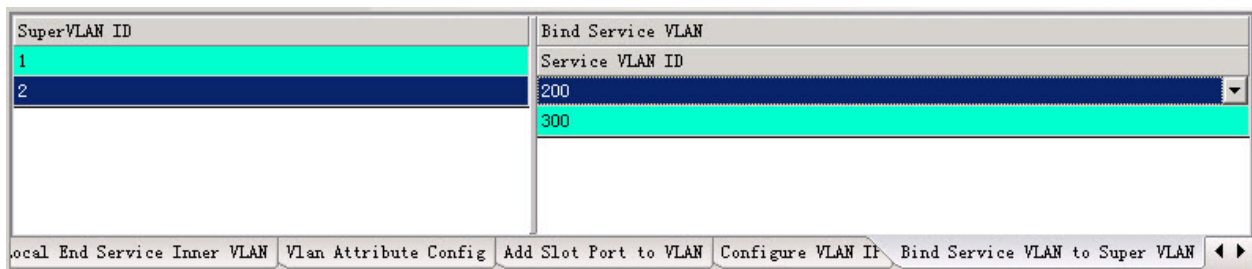 SuperVLAN ID
1
2
Bind Service VLAN
Service VLAN ID
200
300
ocal End Service Inner VLAN
Vlan Attribute Config
Add Slot Port to VLAN
Configure VLAN
Bind Service VLAN to Super VLAN